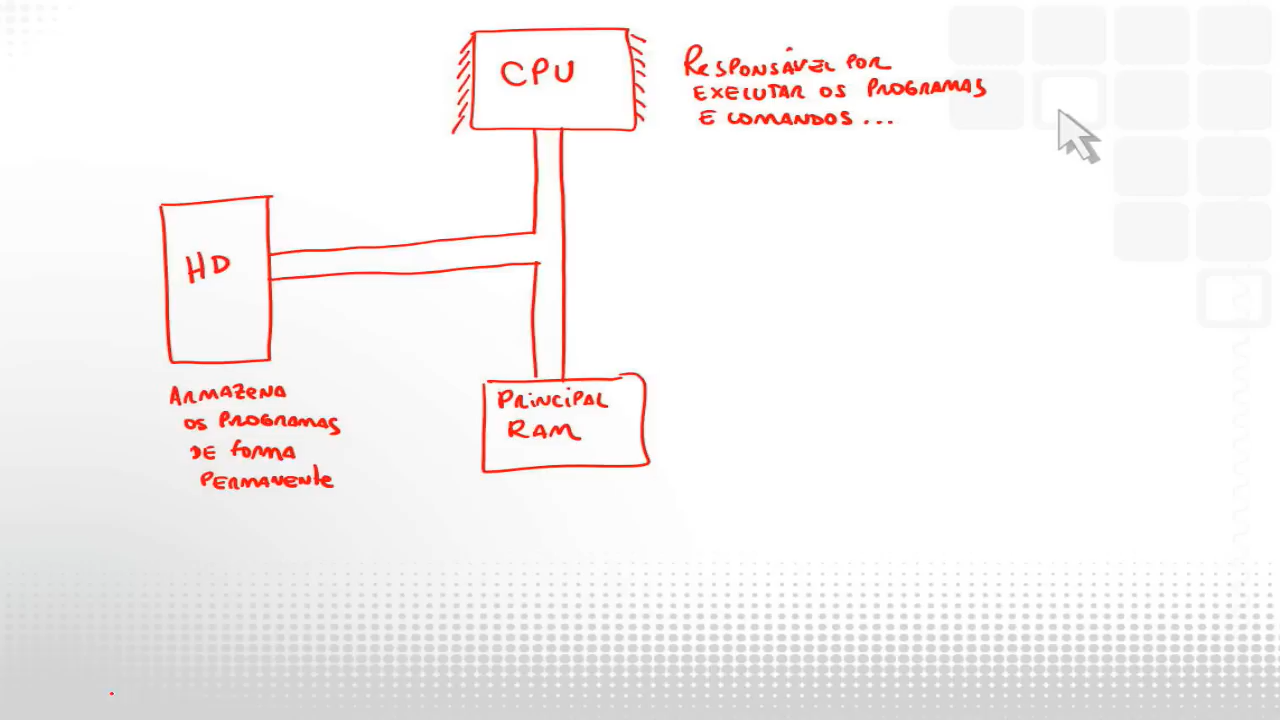 CPU
RESPONSÁVEL POR
EXECUTAR OS PROGRAMAS
E COMANDOS ...
HD
ARMAZENA
OS PROGRAMAS
DE FORMA
PERMANENTE
PRINCIPAL
RAM